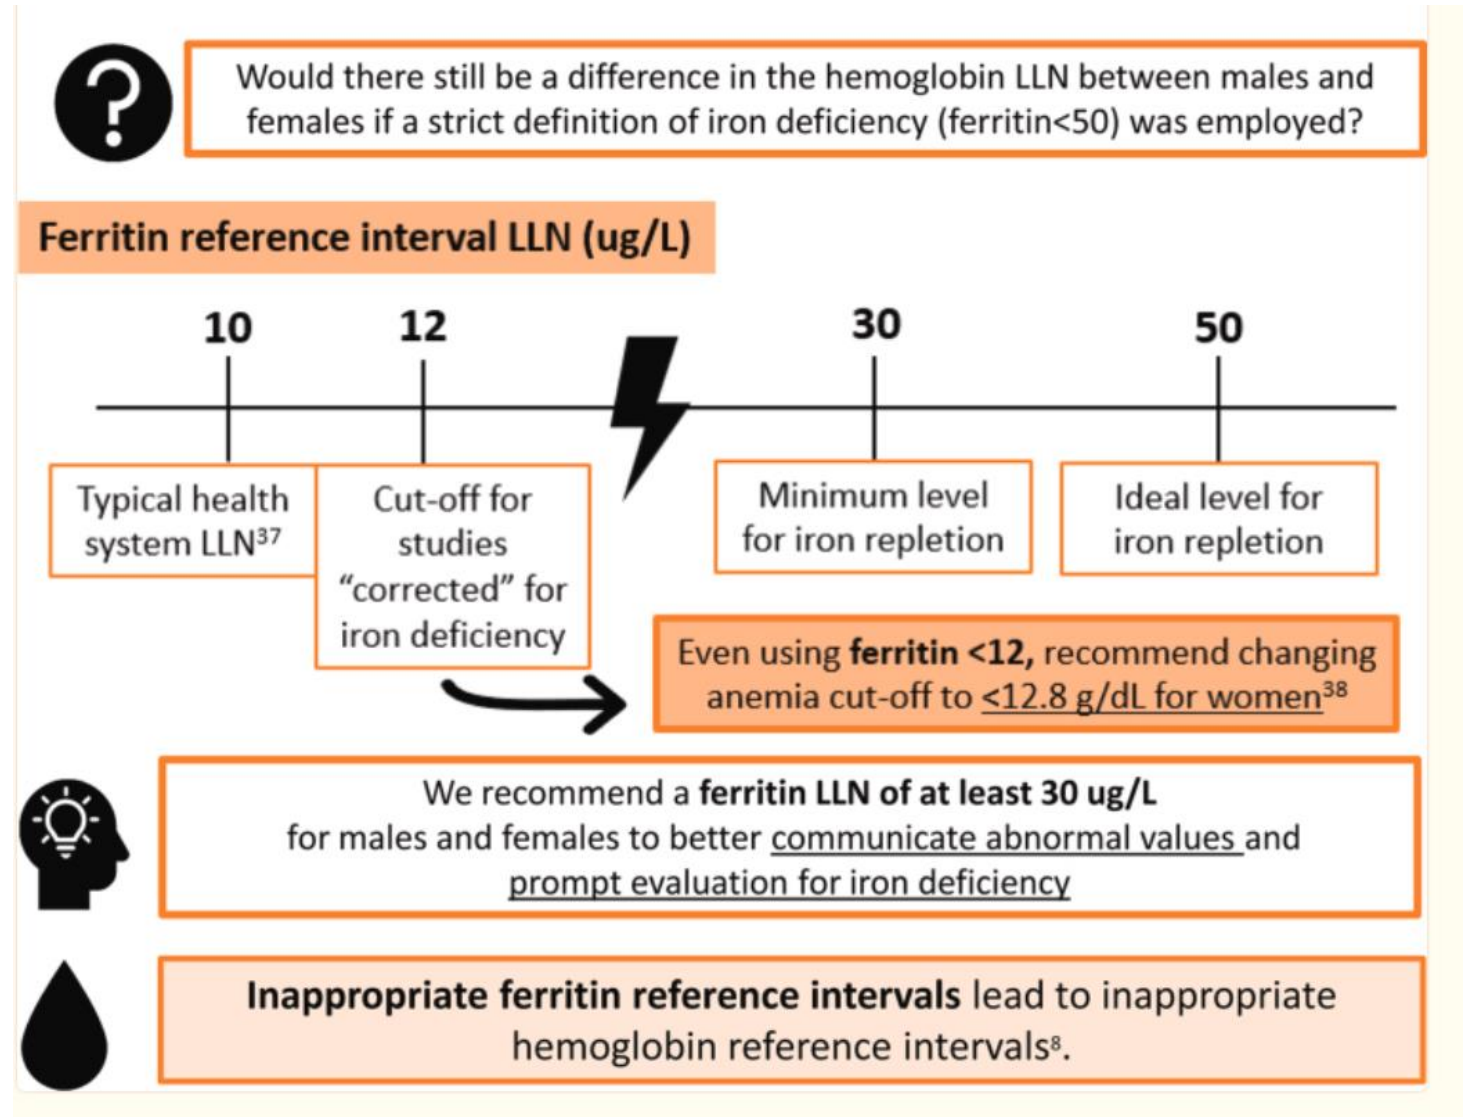 ?
Would there still be a difference in the hemoglobin LLN between males and
females if a strict definition of iron deficiency (ferritin<50) was employed?
Ferritin reference interval LLN (ug/L)
10
12
30
50
Typical health
system LLN³⁷
Cut-off for
studies
“corrected” for
iron deficiency
Minimum level
for iron repletion
Ideal level for
iron repletion
Even using ferritin <12, recommend changing
anemia cut-off to <12.8 g/dL for women³⁸
We recommend a ferritin LLN of at least 30 ug/L
for males and females to better communicate abnormal values and
prompt evaluation for iron deficiency
Inappropriate ferritin reference intervals lead to inappropriate
hemoglobin reference intervals⁸.